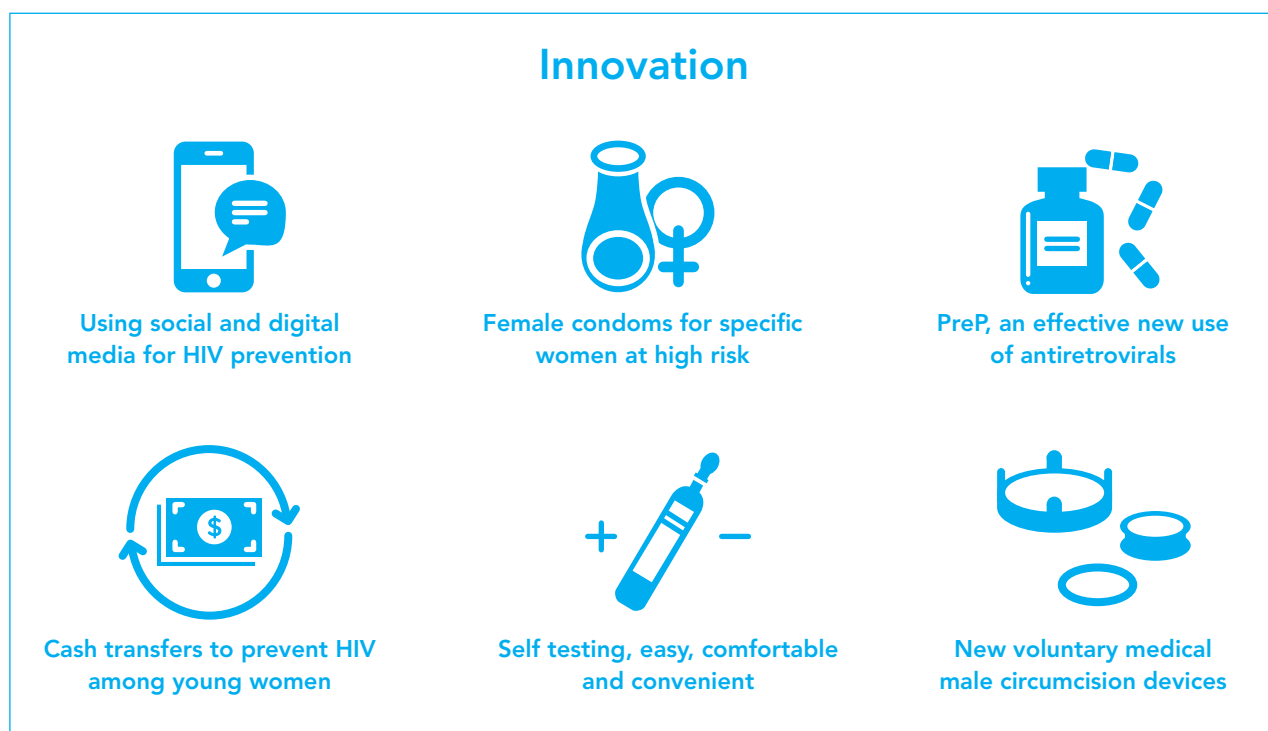 Innovation
Using social and digital
media for HIV prevention
Female condoms for specific
women at high risk
PreP, an effective new use
of antiretrovirals
$
Cash transfers to prevent HIV
among young women
+ −
Self testing, easy, comfortable
and convenient
New voluntary medical
male circumcision devices